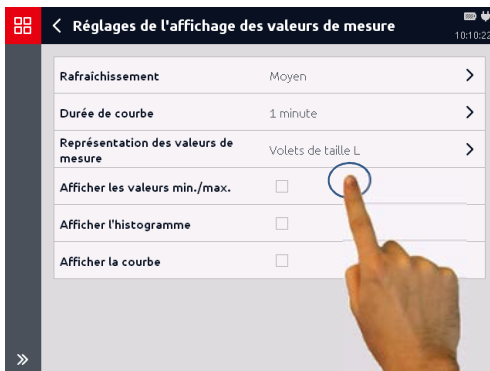 Réglages de l'affichage des valeurs de mesure
10:10:22
Rafraîchissement Moyen
Durée de courbe 1 minute
Représentation des valeurs de
mesure Volets de taille L
Afficher les valeurs min./max.
Afficher l'histogramme
Afficher la courbe